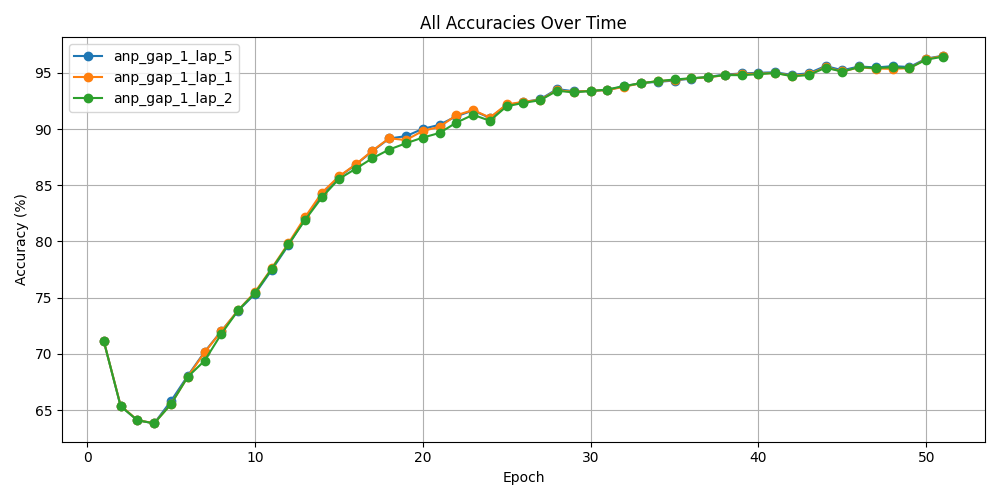 All Accuracies Over Time
anp_gap_1_lap_5
anp_gap_1_lap_1
anp_gap_1_lap_2
Accuracy (%)
95
90
85
80
75
70
65
0 10 20 30 40 50
Epoch